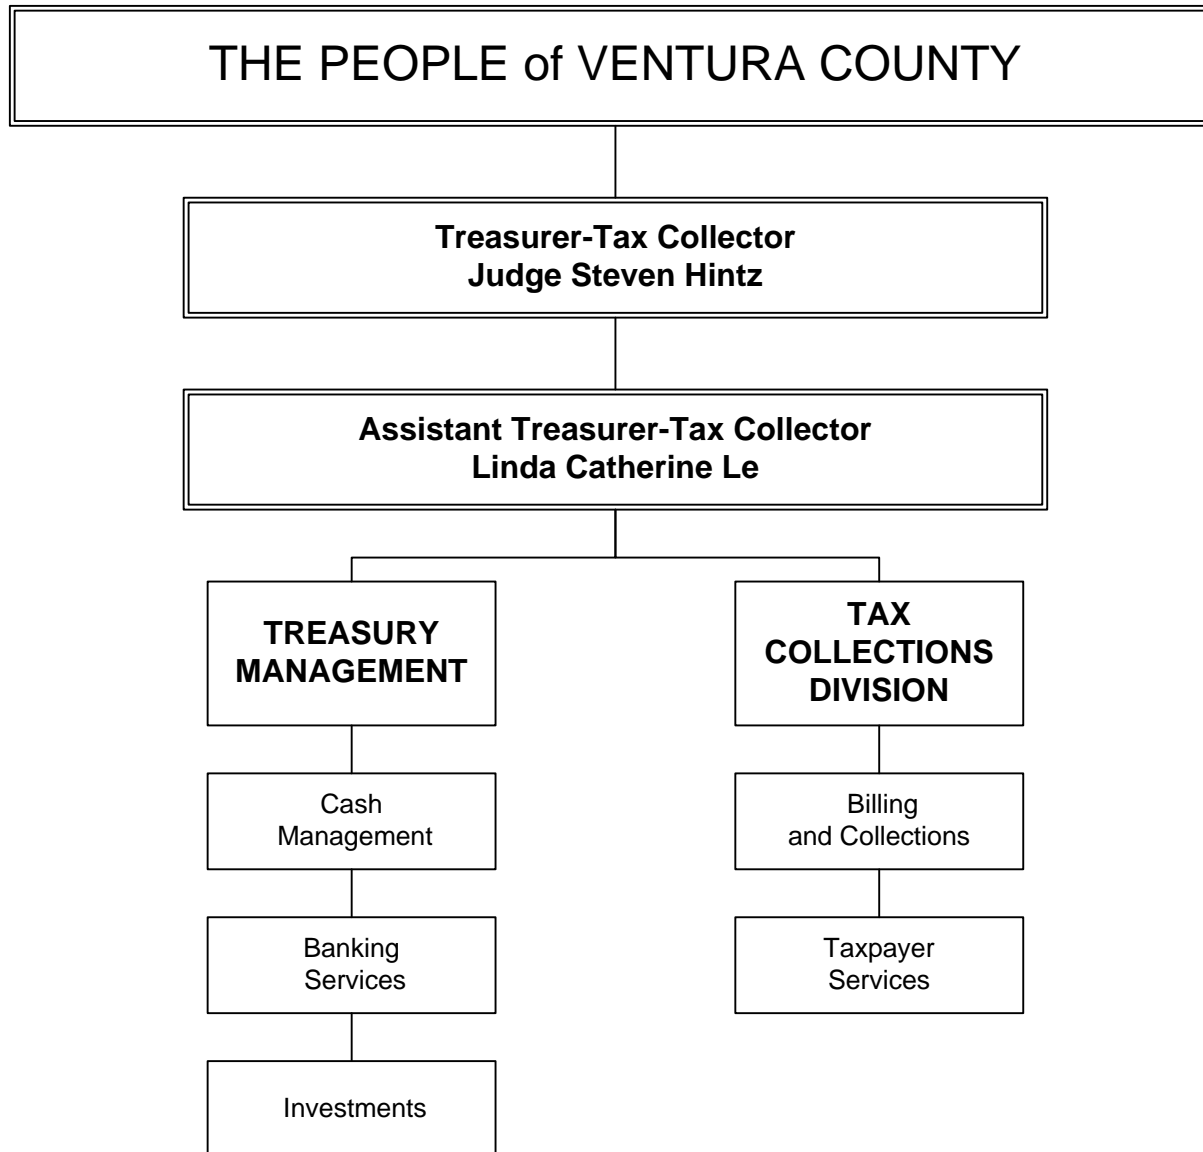 THE PEOPLE of VENTURA COUNTY
Treasurer-Tax Collector
Judge Steven Hintz
Assistant Treasurer-Tax Collector
Linda Catherine Le
TREASURY
MANAGEMENT
TAX
COLLECTIONS
DIVISION
Cash
Management
Billing
and Collections
Banking
Services
Taxpayer
Services
Investments